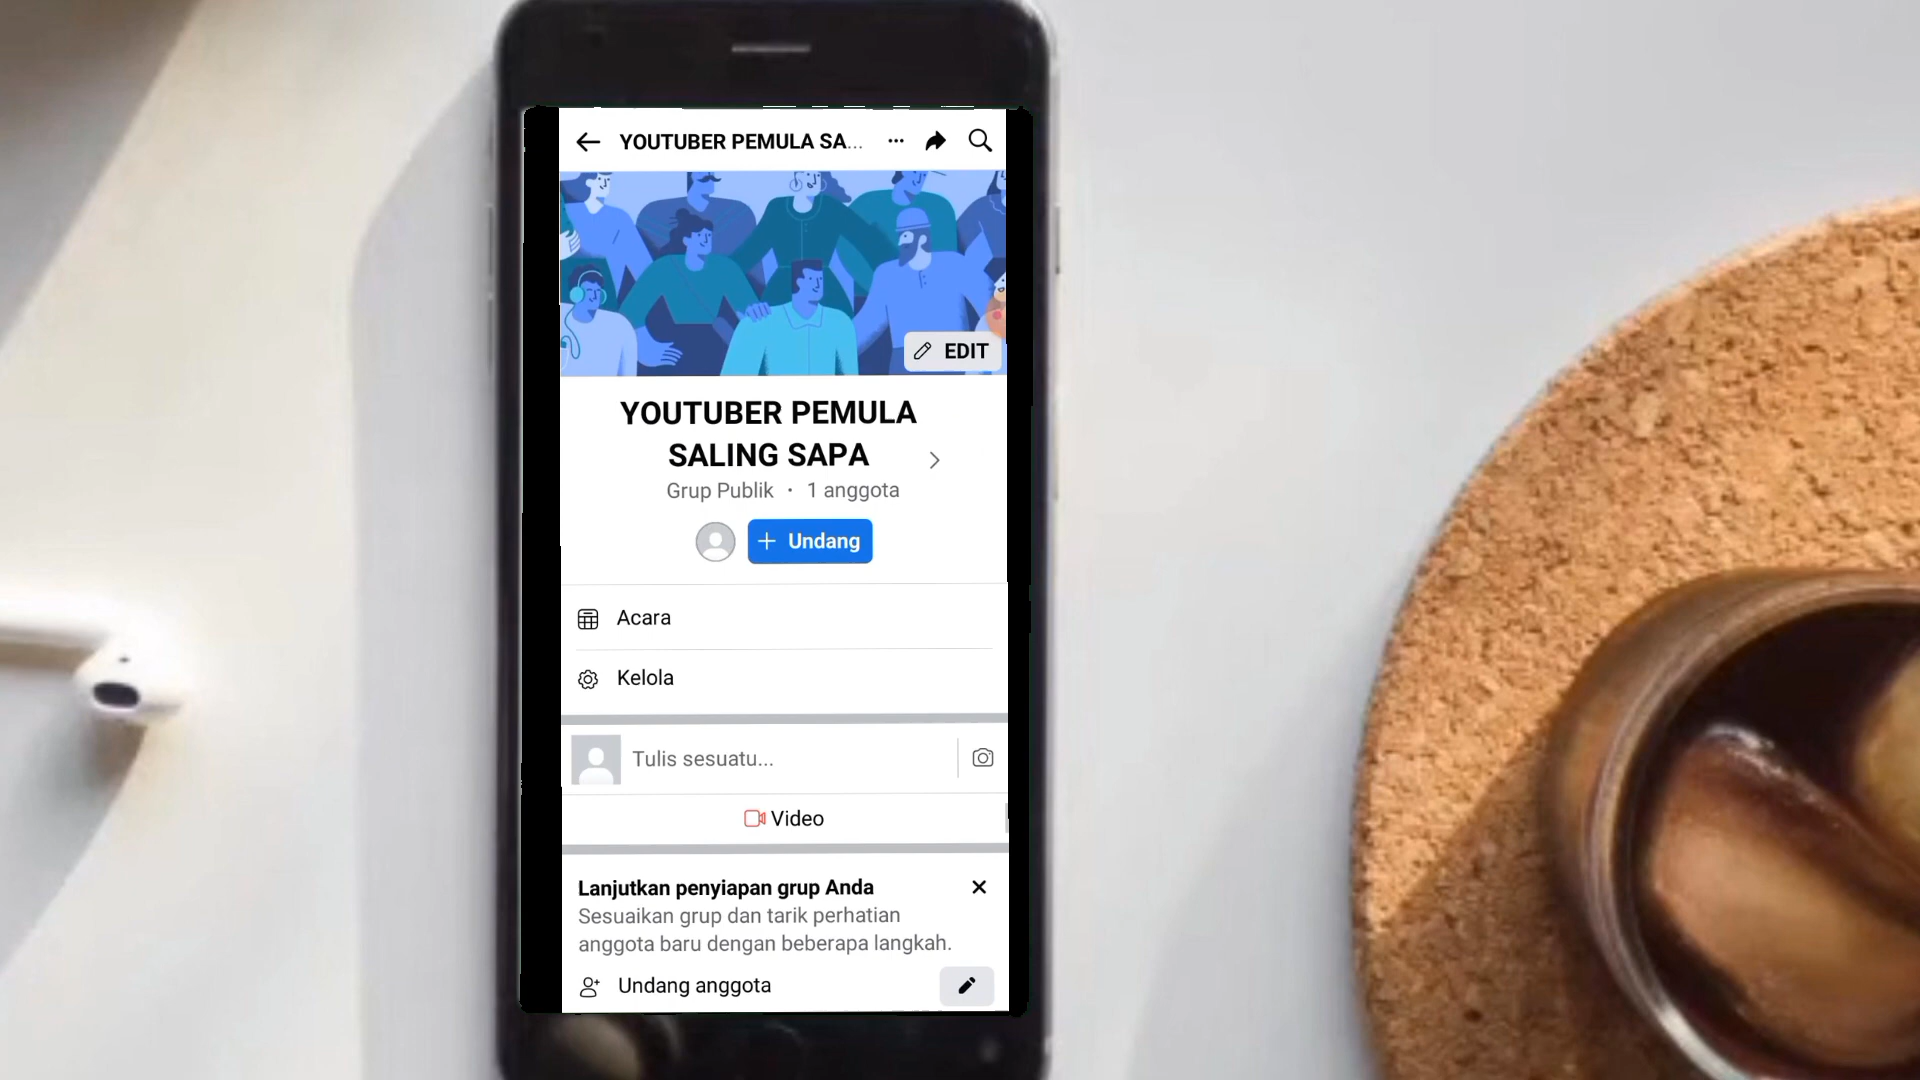 YOUTUBER PEMULA SA...
EDIT
YOUTUBER PEMULA
SALING SAPA
Grup Publik · 1 anggota
+ Undang
Acara
Kelola
Tulis sesuatu...
Video
Lanjutkan penyiapan grup Anda
Sesuaikan grup dan tarik perhatian
anggota baru dengan beberapa langkah.
Undang anggota